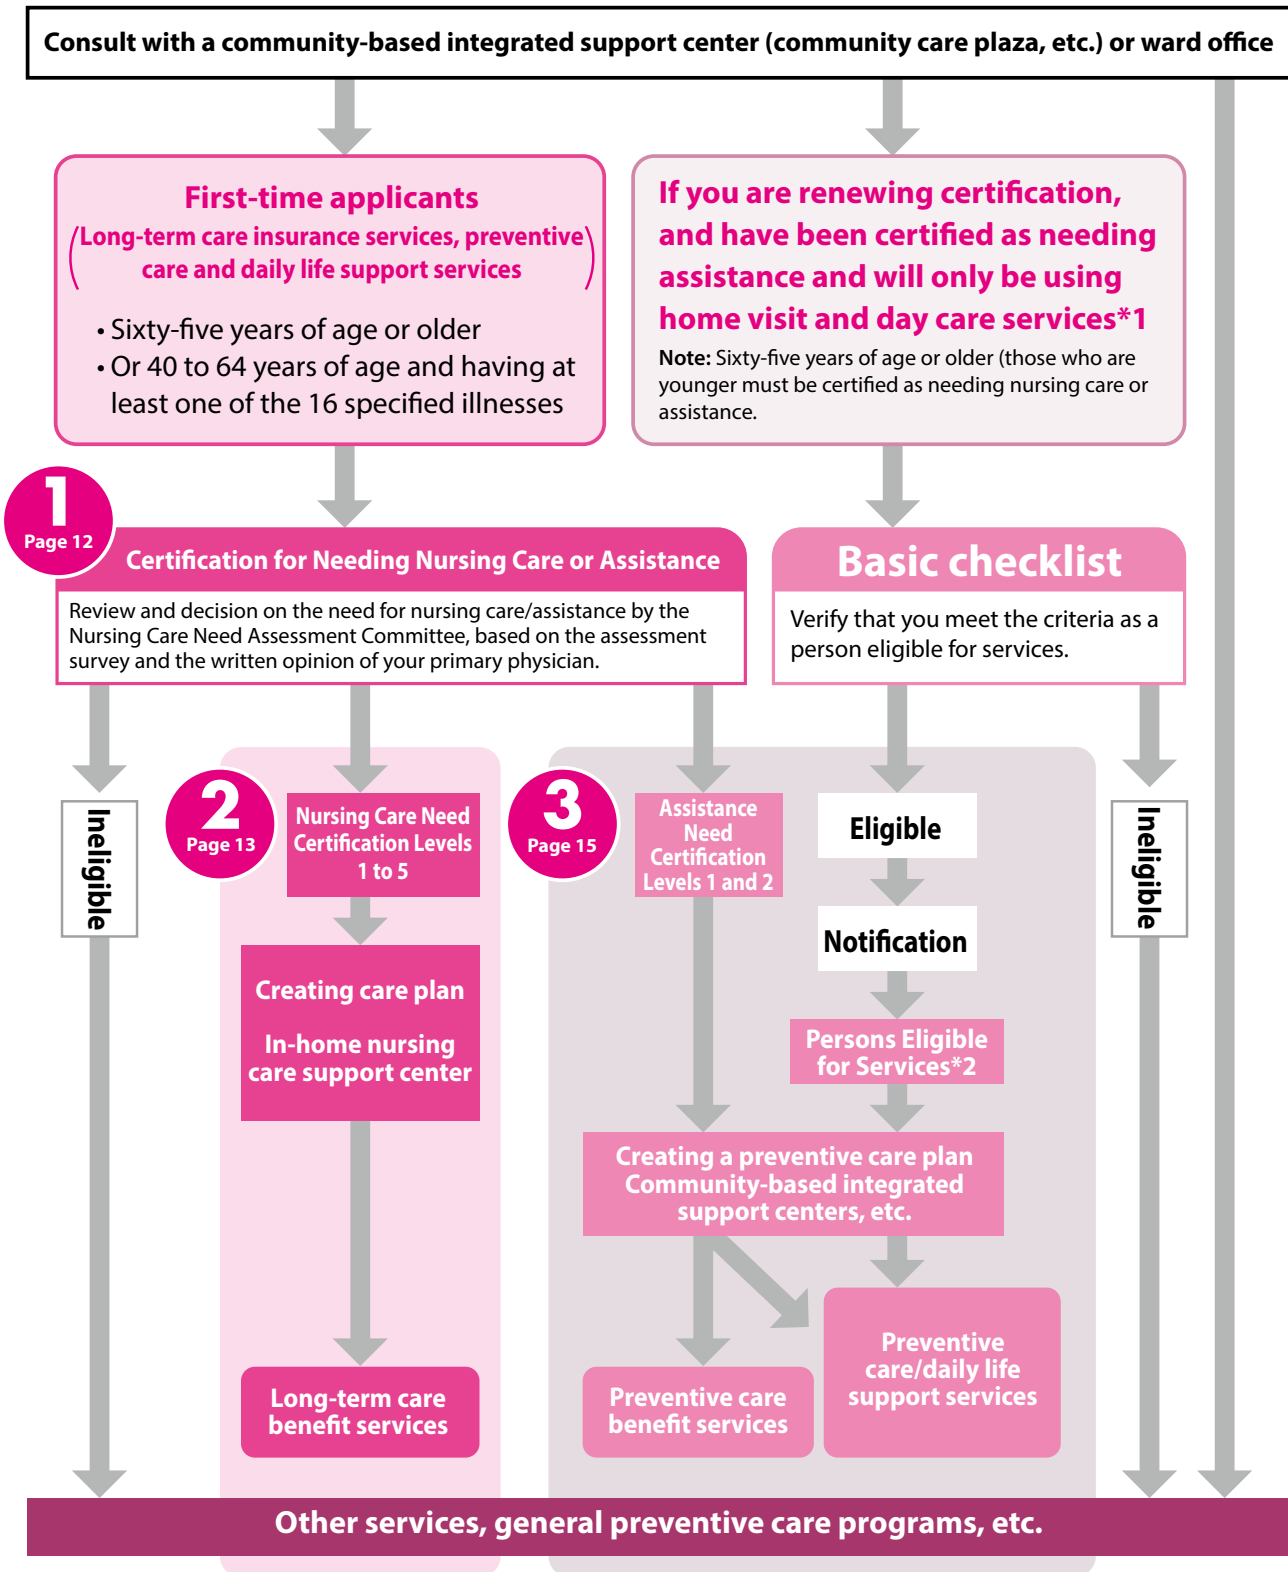 Consult with a community-based integrated support center (community care plaza, etc.) or ward office
First-time applicants
(Long-term care insurance services, preventive
care and daily life support services)
• Sixty-five years of age or older
• Or 40 to 64 years of age and having at
least one of the 16 specified illnesses
If you are renewing certification,
and have been certified as needing
assistance and will only be using
home visit and day care services*1
Note: Sixty-five years of age or older (those who are
younger must be certified as needing nursing care or
assistance.
1
Page 12
Certification for Needing Nursing Care or Assistance
Review and decision on the need for nursing care/assistance by the
Nursing Care Need Assessment Committee, based on the assessment
survey and the written opinion of your primary physician.
Basic checklist
Verify that you meet the criteria as a
person eligible for services.
Ineligible
2
Page 13
Nursing Care Need
Certification Levels
1 to 5
Creating care plan
In-home nursing
care support center
Long-term care
benefit services
3
Page 15
Assistance
Need
Certification
Levels 1 and 2
Eligible
Notification
Persons Eligible
for Services*2
Creating a preventive care plan
Community-based integrated
support centers, etc.
Preventive care
benefit services
Preventive
care/daily life
support services
Ineligible
Other services, general preventive care programs, etc.